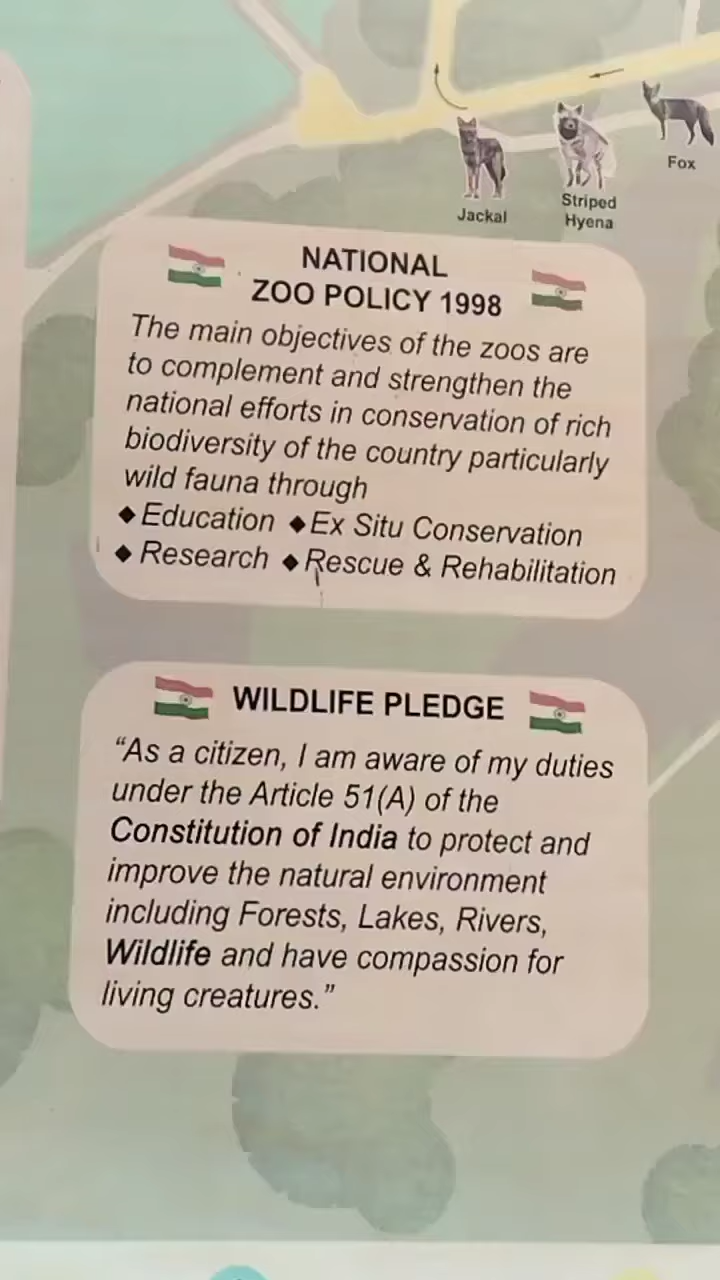 Jackal
Striped
Hyena
Fox
NATIONAL
ZOO POLICY 1998
The main objectives of the zoos are
to complement and strengthen the
national efforts in conservation of rich
biodiversity of the country particularly
wild fauna through
◆ Education ◆ Ex Situ Conservation
◆ Research ◆ Rescue & Rehabilitation
WILDLIFE PLEDGE
“As a citizen, I am aware of my duties
under the Article 51(A) of the
Constitution of India to protect and
improve the natural environment
including Forests, Lakes, Rivers,
Wildlife and have compassion for
living creatures.”